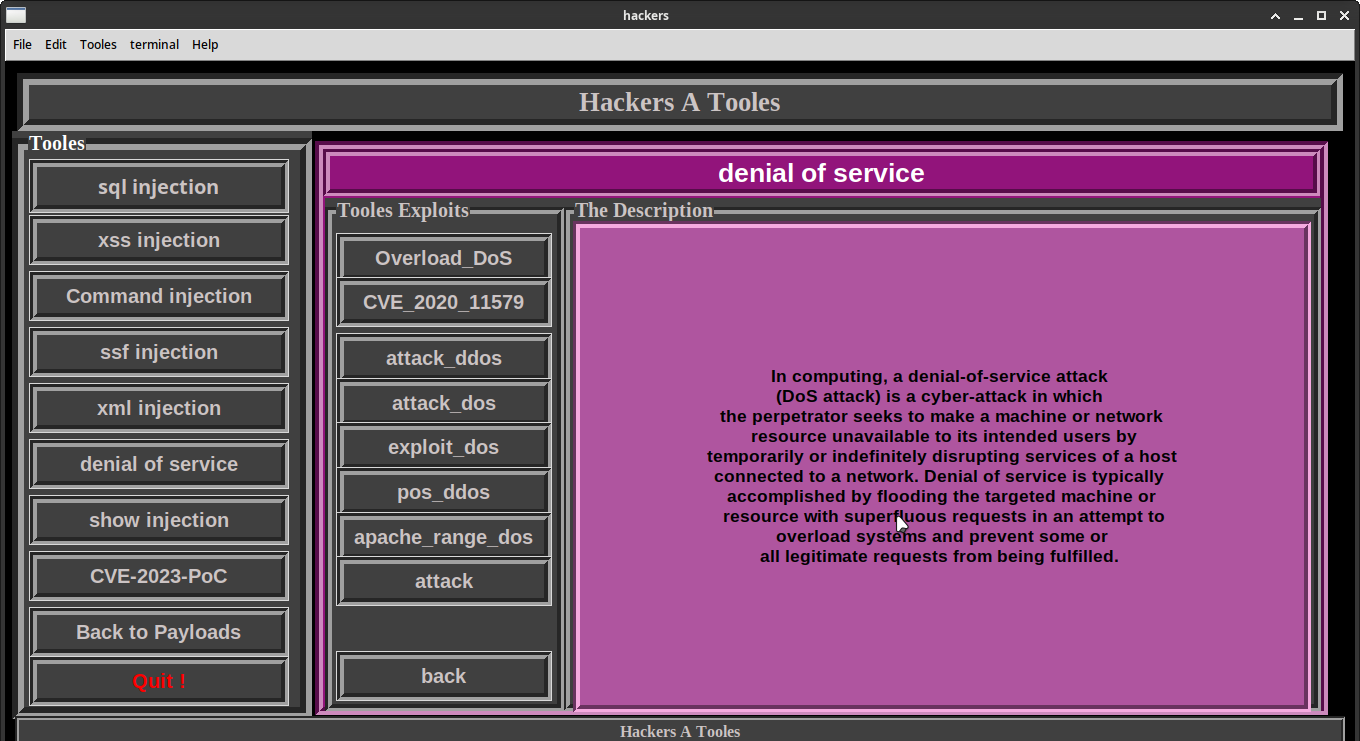 hackers
File Edit Tooles terminal Help
Hackers A Tooles
Tooles
sql injection
xss injection
Command injection
ssf injection
xml injection
denial of service
show injection
CVE-2023-PoC
Back to Payloads
Quit !
denial of service
Tooles Exploits
Overload_DoS
CVE_2020_11579
attack_ddos
attack_dos
exploit_dos
pos_ddos
apache_range_dos
attack
back
The Description
In computing, a denial-of-service attack
(DoS attack) is a cyber-attack in which
the perpetrator seeks to make a machine or network
resource unavailable to its intended users by
temporarily or indefinitely disrupting services of a host
connected to a network. Denial of service is typically
accomplished by flooding the targeted machine or
resource with superfluous requests in an attempt to
overload systems and prevent some or
all legitimate requests from being fulfilled.
Hackers A Tooles